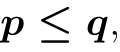 p ≤ q,